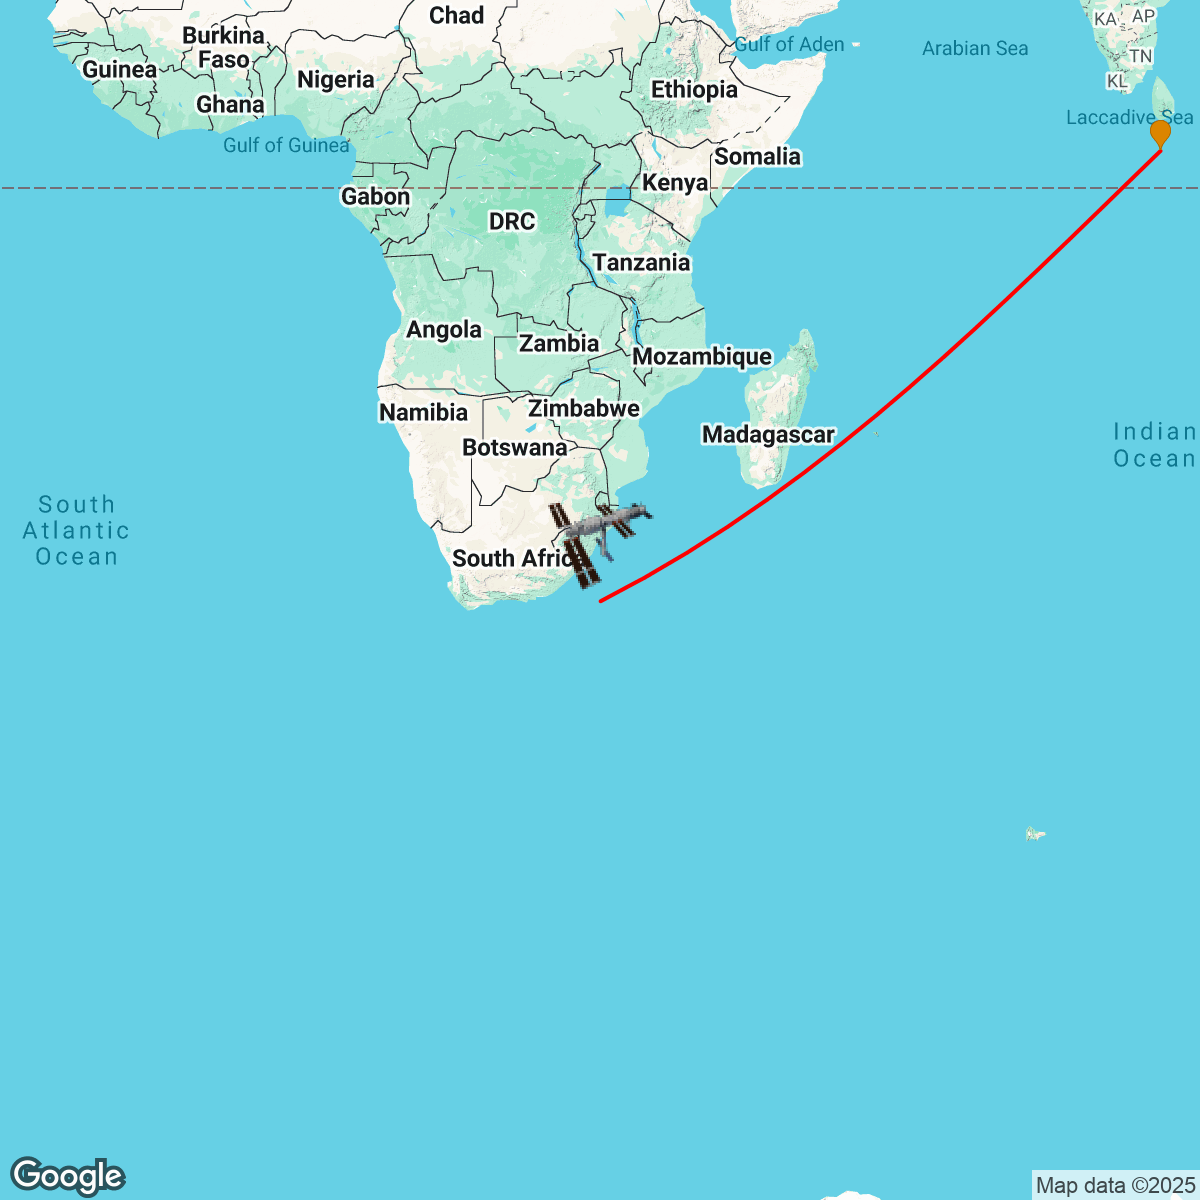 Chad
Burkina
Faso
Guinea
Nigeria
Ghana
Gulf of Guinea
Ethiopia
Gulf of Aden
Arabian Sea
KA
AP
TN
KL
Laccadive Sea
Somalia
Kenya
Gabon
DRC
Tanzania
Angola
Zambia
Mozambique
Namibia
Zimbabwe
Botswana
Madagascar
Indian
Ocean
South
Atlantic
Ocean
South Afric
Google
Map data ©2025